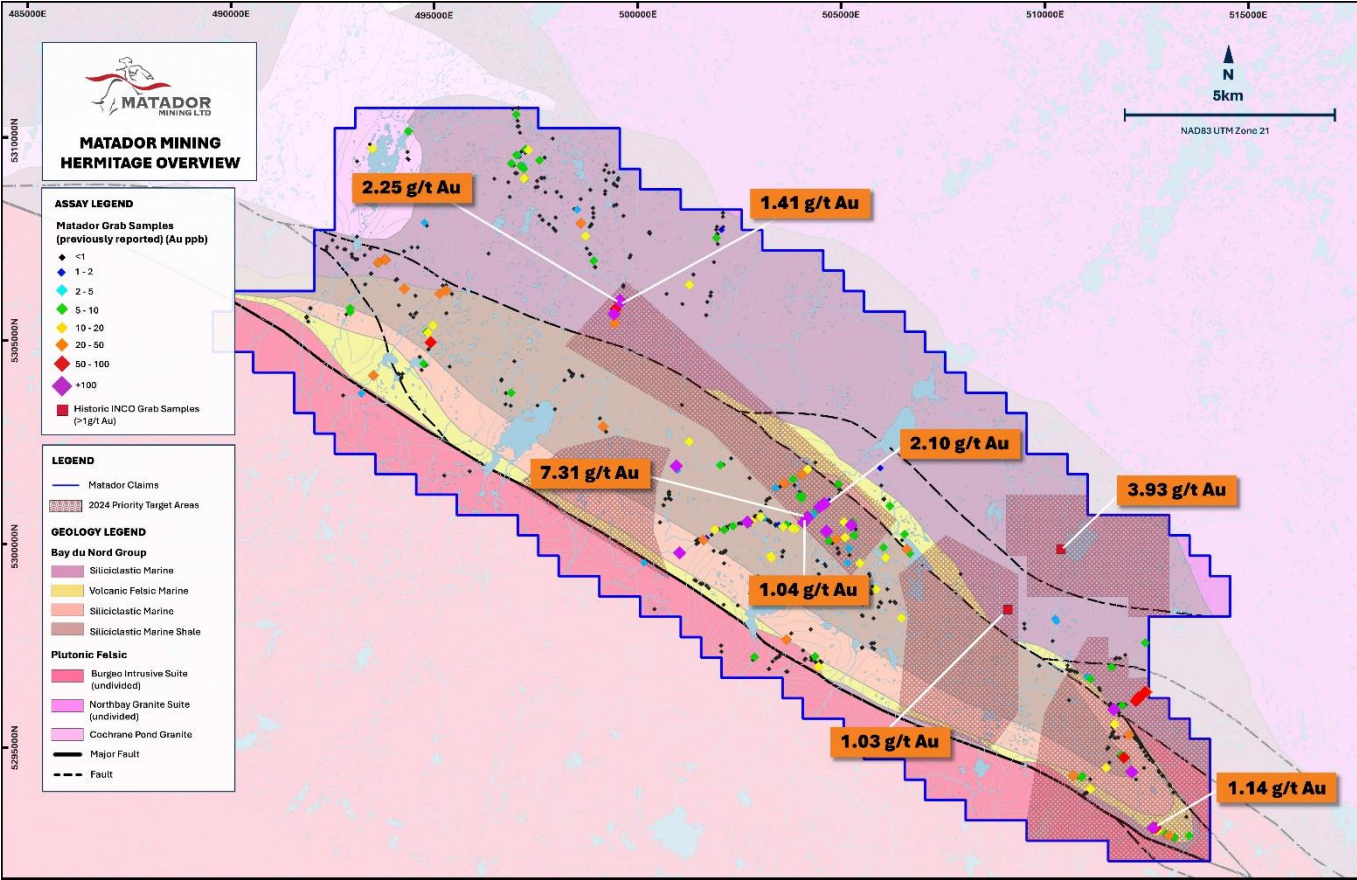 485000E
490000E
495000E
500000E
505000E
510000E
515000E
5310000N
5305000N
5300000N
5295000N
MATADOR
MINING LTD
MATADOR MINING
HERMITAGE OVERVIEW
N
5km
NAD83 UTM Zone 21
ASSAY LEGEND
Matador Grab Samples
(previously reported) (Au ppb)
<1
1 - 2
2 - 5
5 - 10
10 - 20
20 - 50
50 - 100
+100
Historic INCO Grab Samples
(>1g/t Au)
LEGEND
Matador Claims
2024 Priority Target Areas
GEOLOGY LEGEND
Bay du Nord Group
Siliciclastic Marine
Volcanic Felsic Marine
Siliciclastic Marine
Siliciclastic Marine Shale
Plutonic Felsic
Burgeo Intrusive Suite
(undivided)
Northbay Granite Suite
(undivided)
Cochrane Pond Granite
Major Fault
Fault
2.25 g/t Au
1.41 g/t Au
2.10 g/t Au
7.31 g/t Au
3.93 g/t Au
1.04 g/t Au
1.03 g/t Au
1.14 g/t Au